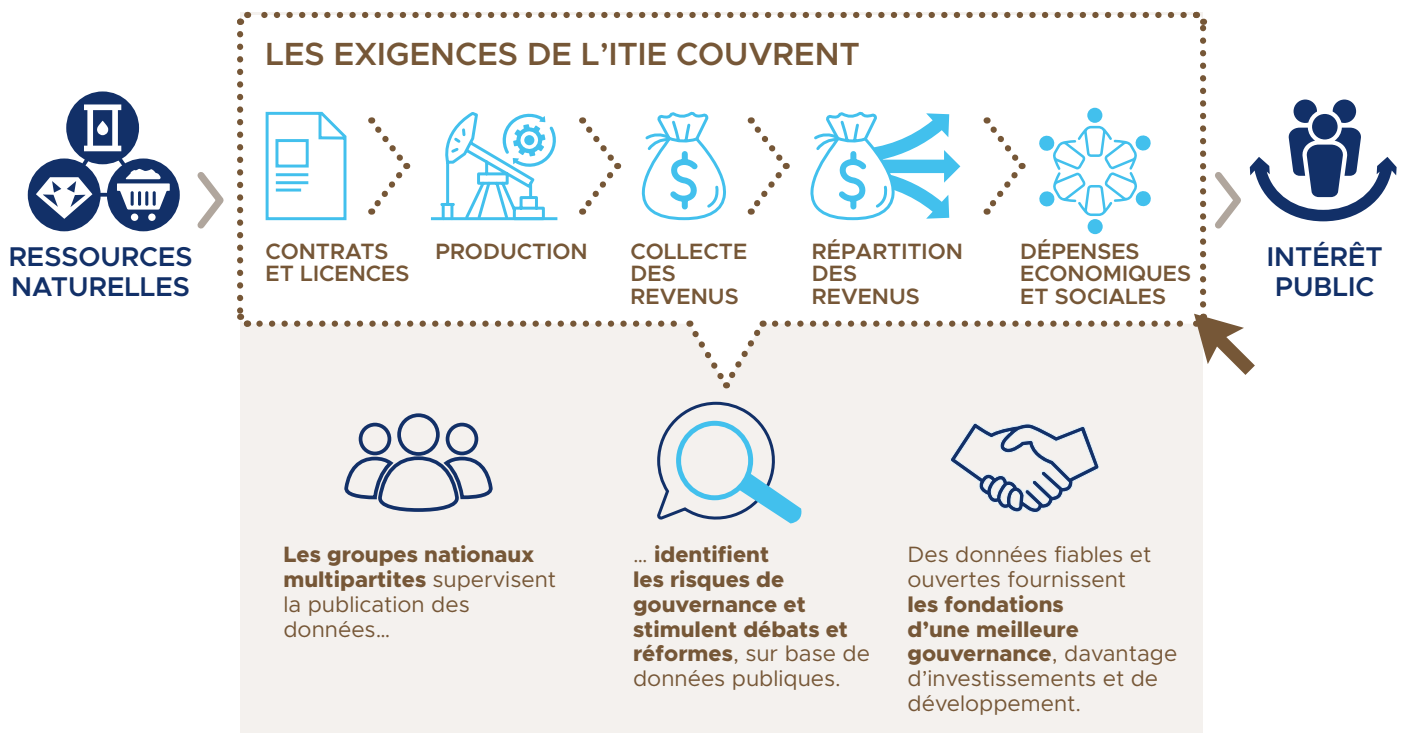 LES EXIGENCES DE L'ITIE COUVRENT
RESSOURCES
NATURELLES
CONTRATS
ET LICENCES
PRODUCTION
COLLECTE
DES
REVENUS
RÉPARTITION
DES
REVENUS
DÉPENSES
ECONOMIQUES
ET SOCIALES
INTÉRÊT
PUBLIC
$
$
Les groupes nationaux
multipartites supervisent
la publication des
données…
… identifient
les risques de
gouvernance et
stimulent débats et
réformes, sur base de
données publiques.
Des données fiables et
ouvertes fournissent
les fondations
d'une meilleure
gouvernance, davantage
d'investissements et de
développement.